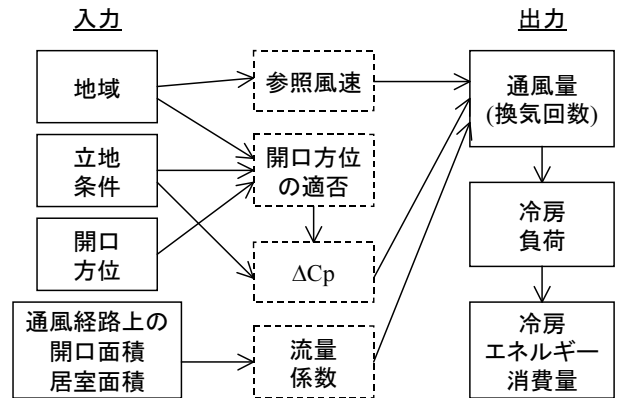 入力
出力
地域
参照風速
通風量
(換気回数)
立地
条件
開口方位
の適否
開口
方位
冷房
負荷
ΔCp
通風経路上の
開口面積
居室面積
流量
係数
冷房
エネルギー
消費量